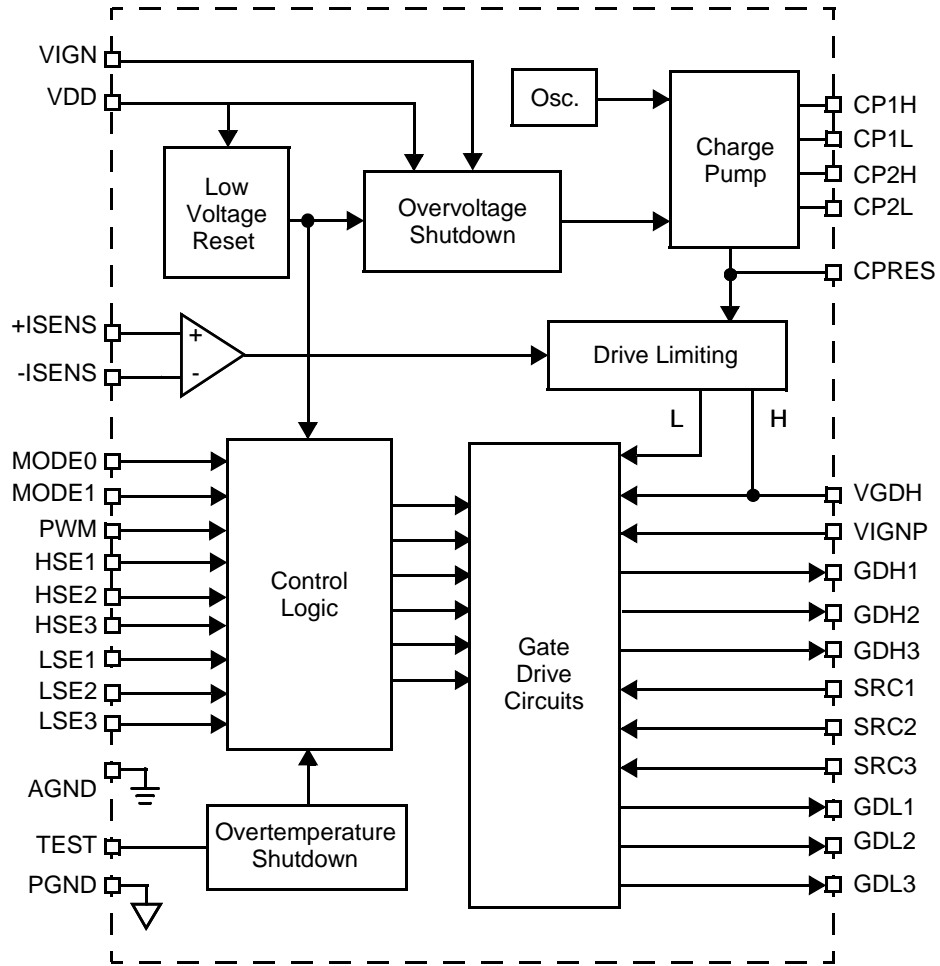 VIGN
VDD
Osc.
Charge
Pump
CP1H
CP1L
CP2H
CP2L
CPRES
Low
Voltage
Reset
Overvoltage
Shutdown
+ISENS
-ISENS
+
-
Drive Limiting
L
H
MODE0
MODE1
PWM
HSE1
HSE2
HSE3
LSE1
LSE2
LSE3
AGND
TEST
PGND
Control
Logic
Overtemperature
Shutdown
Gate
Drive
Circuits
VGDH
VIGNP
GDH1
GDH2
GDH3
SRC1
SRC2
SRC3
GDL1
GDL2
GDL3